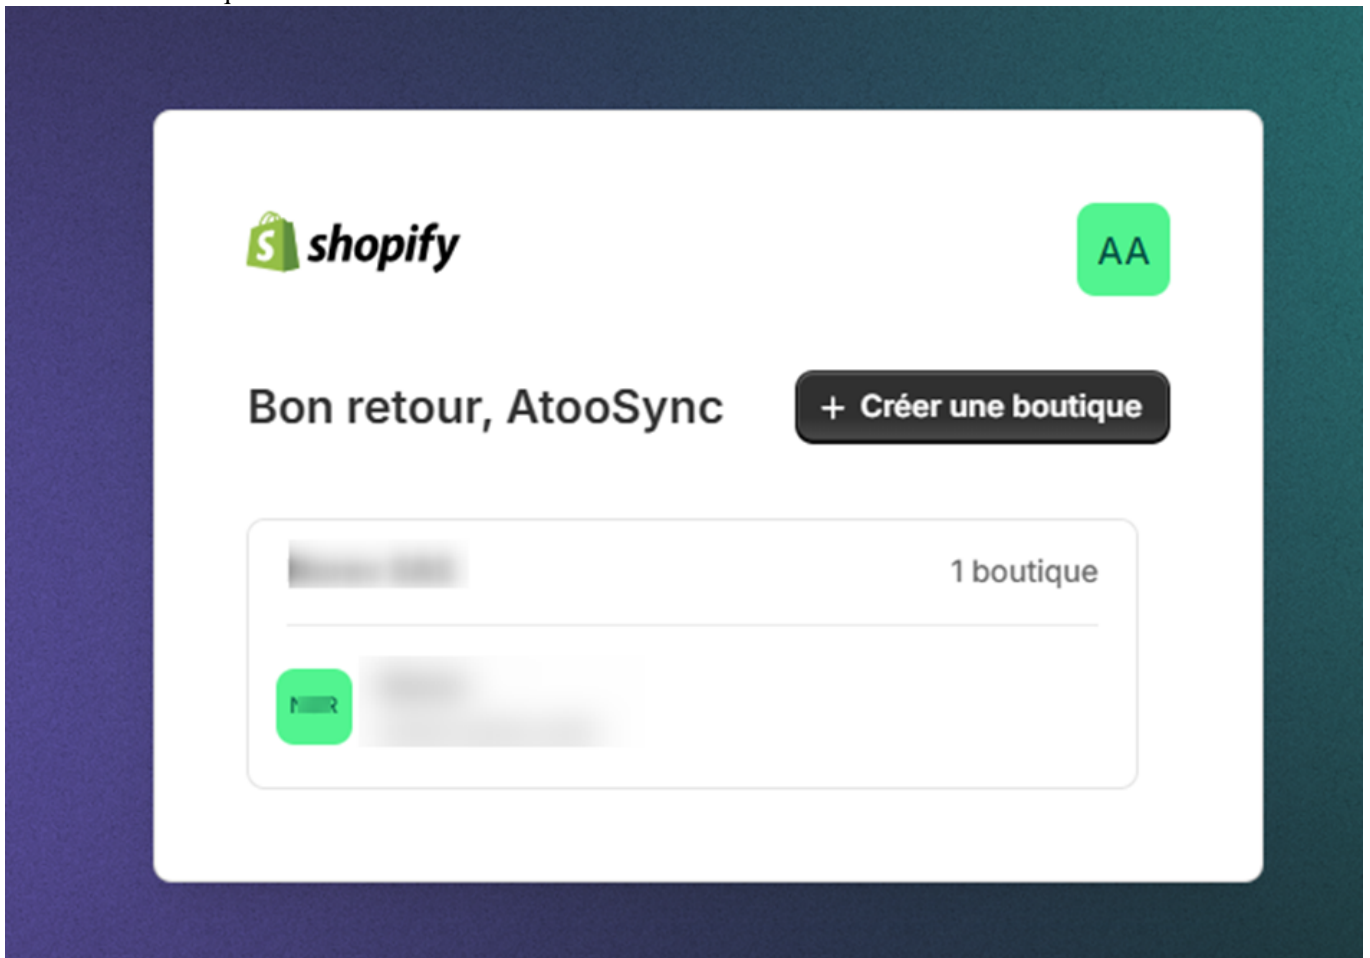 shopify
AA
Bon retour, AtooSync
+ Créer une boutique
1 boutique